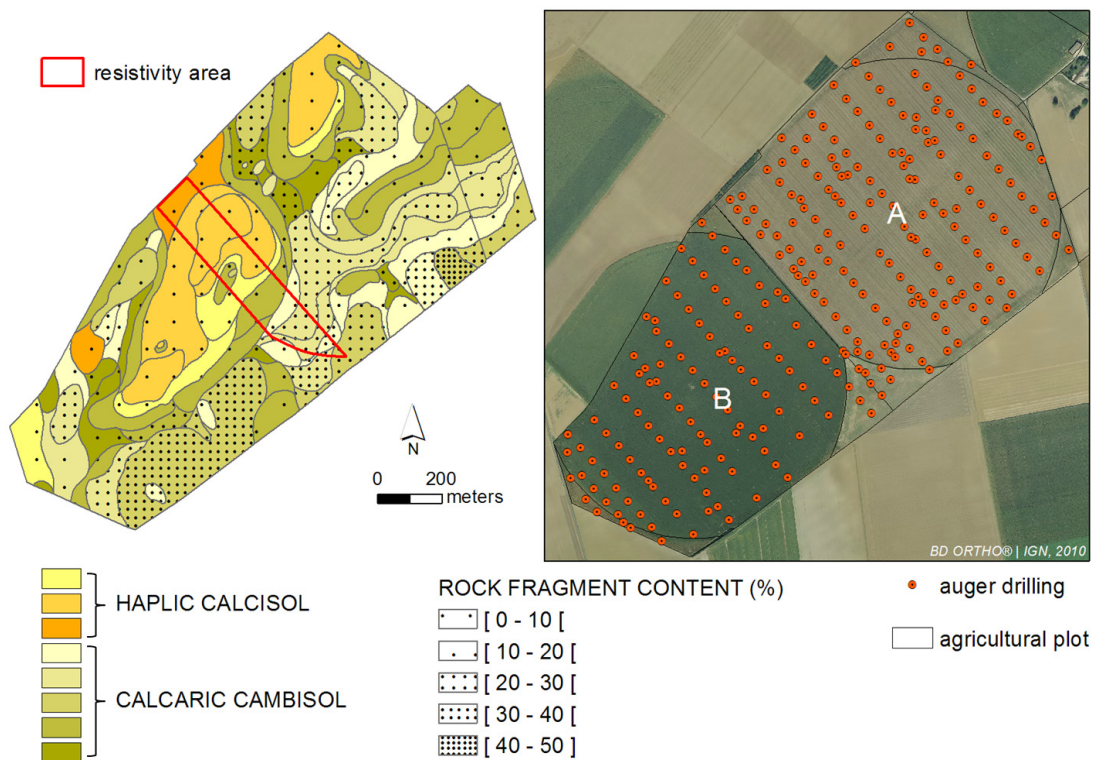 resistivity area
N
0 200
meters
A
B
BD ORTHO® | IGN, 2010
HAPLIC CALCISOL
CALCARIC CAMBISOL
ROCK FRAGMENT CONTENT (%)
[ 0 - 10 [
[ 10 - 20 [
[ 20 - 30 [
[ 30 - 40 [
[ 40 - 50 ]
auger drilling
agricultural plot